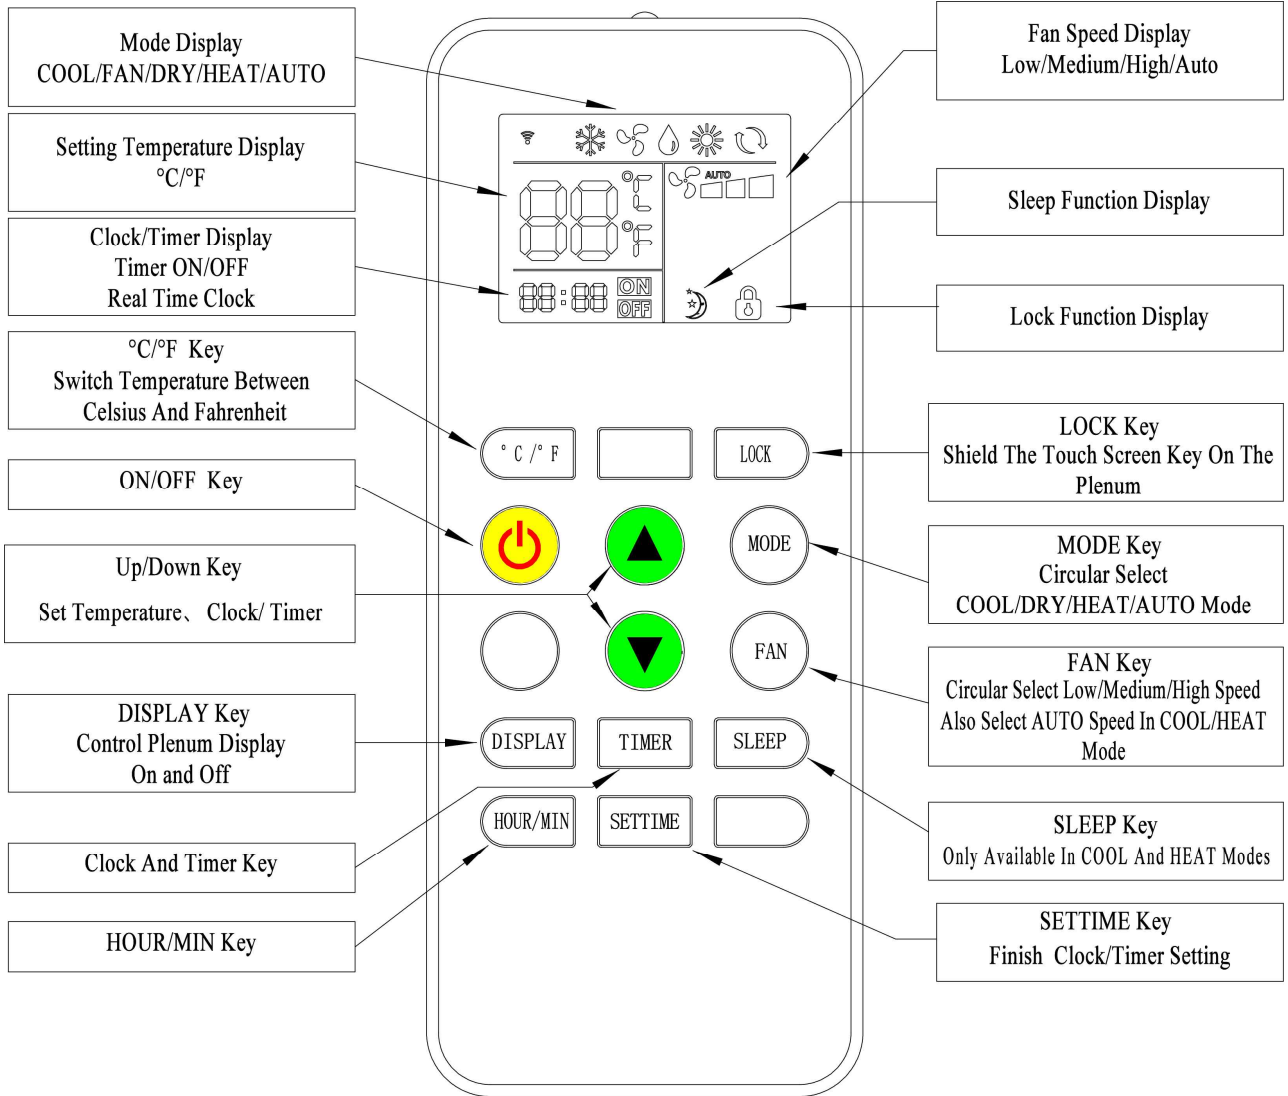 Mode Display
COOL/FAN/DRY/HEAT/AUTO
Setting Temperature Display
°C/°F
Clock/Timer Display
Timer ON/OFF
Real Time Clock
°C/°F Key
Switch Temperature Between
Celsius And Fahrenheit
ON/OFF Key
Up/Down Key
Set Temperature、 Clock/ Timer
DISPLAY Key
Control Plenum Display
On and Off
Clock And Timer Key
HOUR/MIN Key
AUTO
88
°C
°F
88:88
ON
OFF
° C /° F
LOCK
MODE
FAN
DISPLAY
TIMER
SLEEP
HOUR/MIN
SETTIME
Fan Speed Display
Low/Medium/High/Auto
Sleep Function Display
Lock Function Display
LOCK Key
Shield The Touch Screen Key On The
Plenum
MODE Key
Circular Select
COOL/DRY/HEAT/AUTO Mode
FAN Key
Circular Select Low/Medium/High Speed
Also Select AUTO Speed In COOL/HEAT
Mode
SLEEP Key
Only Available In COOL And HEAT Modes
SETTIME Key
Finish Clock/Timer Setting